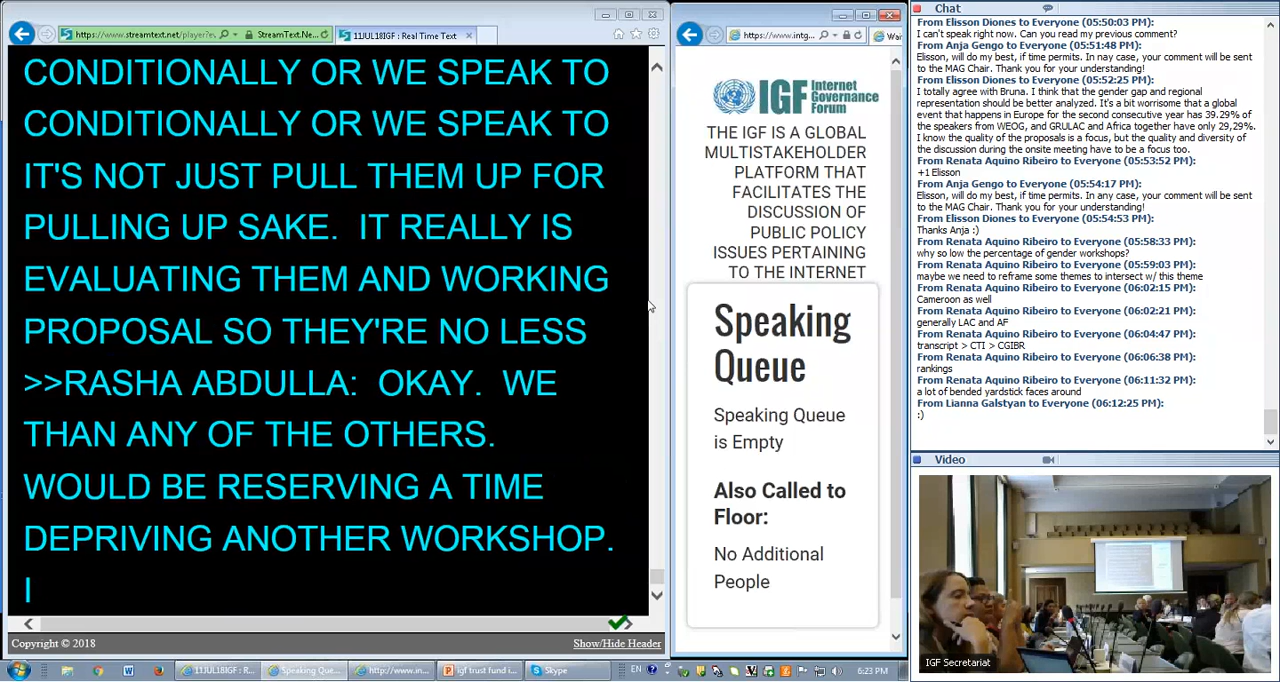 https://www.streamtext.net/player?e
StreamText.Ne...
11JUL18IGF : Real Time Text
CONDITIONALLY OR WE SPEAK TO
CONDITIONALLY OR WE SPEAK TO
IT'S NOT JUST PULL THEM UP FOR
PULLING UP SAKE. IT REALLY IS
EVALUATING THEM AND WORKING
PROPOSAL SO THEY'RE NO LESS
>>RASHA ABDULLA: OKAY. WE
THAN ANY OF THE OTHERS.
WOULD BE RESERVING A TIME
DEPRIVING ANOTHER WORKSHOP.
I
Copyright © 2018
Show/Hide Header
https://www.intg
Wai
IGF Internet
Governance
Forum
THE IGF IS A GLOBAL
MULTISTAKEHOLDER
PLATFORM THAT
FACILITATES THE
DISCUSSION OF
PUBLIC POLICY
ISSUES PERTAINING
TO THE INTERNET
Speaking
Queue
Speaking Queue
is Empty
Also Called to
Floor:
No Additional
People
Chat
From Elisson Diones to Everyone (05:50:03 PM):
I can't speak right now. Can you read my previous comment?
From Anja Gengo to Everyone (05:51:48 PM):
Elisson, will do my best, if time permits. In nay case, your comment will be sent
to the MAG Chair. Thank you for your understanding!
From Elisson Diones to Everyone (05:52:25 PM):
I totally agree with Bruna. I think that the gender gap and regional
representation should be better analyzed. It's a bit worrisome that a global
event that happens in Europe for the second consecutive year has 39.29% of
the speakers from WEOG, and GRULAC and Africa together have only 29,29%.
I know the quality of the proposals is a focus, but the quality and diversity of
the discussion during the onsite meeting have to be a focus too.
From Renata Aquino Ribeiro to Everyone (05:53:52 PM):
+1 Elisson
From Anja Gengo to Everyone (05:54:17 PM):
Elisson, will do my best, if time permits. In any case, your comment will be sent
to the MAG Chair. Thank you for your understanding!
From Elisson Diones to Everyone (05:54:53 PM):
Thanks Anja :)
From Renata Aquino Ribeiro to Everyone (05:58:33 PM):
why so low the percentage of gender workshops?
From Renata Aquino Ribeiro to Everyone (05:59:03 PM):
maybe we need to reframe some themes to intersect w/ this theme
From Renata Aquino Ribeiro to Everyone (06:02:15 PM):
Cameroon as well
From Renata Aquino Ribeiro to Everyone (06:02:21 PM):
generally LAC and AF
From Renata Aquino Ribeiro to Everyone (06:04:47 PM):
transcript > CTI > CGIBR
From Renata Aquino Ribeiro to Everyone (06:06:38 PM):
rankings
From Renata Aquino Ribeiro to Everyone (06:11:32 PM):
a lot of bended yardstick faces around
From Lianna Galstyan to Everyone (06:12:25 PM):
:)
Video
IGF Secretariat
11JUL18IGF : R...
Speaking Que...
http://www.in...
igf trust fund i...
Skype
EN
6:23 PM